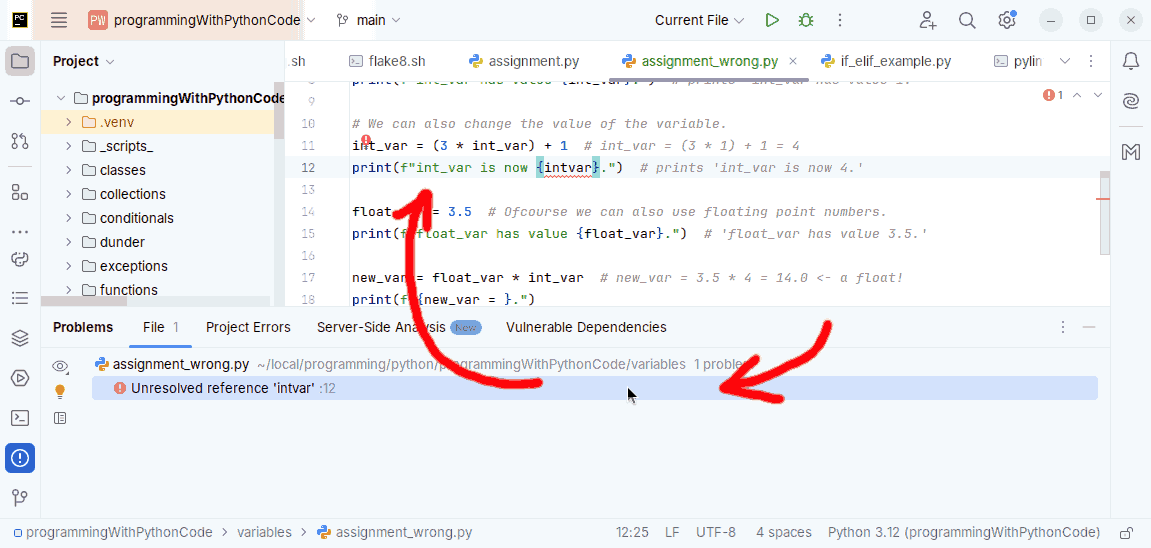 PC PW programmingWithPythonCode main Current File
Project
.sh flake8.sh assignment.py assignment_wrong.py if_elif_example.py pylin
programmingWithPythonCode
.venv
_scripts_
classes
collections
conditionals
dunder
exceptions
functions
9
10 # We can also change the value of the variable.
11 int_var = (3 * int_var) + 1 # int_var = (3 * 1) + 1 = 4
12 print(f"int_var is now {intvar}.") # prints 'int_var is now 4.'
13
14 float_ = 3.5 # Ofcourse we can also use floating point numbers.
15 print(f"float_var has value {float_var}.") # 'float_var has value 3.5.'
16
17 new_var = float_var * int_var # new_var = 3.5 * 4 = 14.0 <- a float!
18 print(f"{new_var = }.")
1
Problems File 1 Project Errors Server-Side Analysis New Vulnerable Dependencies
assignment_wrong.py ~/local/programming/python/programmingWithPythonCode/variables 1 problem
Unresolved reference 'intvar' :12
programmingWithPythonCode > variables > assignment_wrong.py 12:25 LF UTF-8 4 spaces Python 3.12 (programmingWithPythonCode)